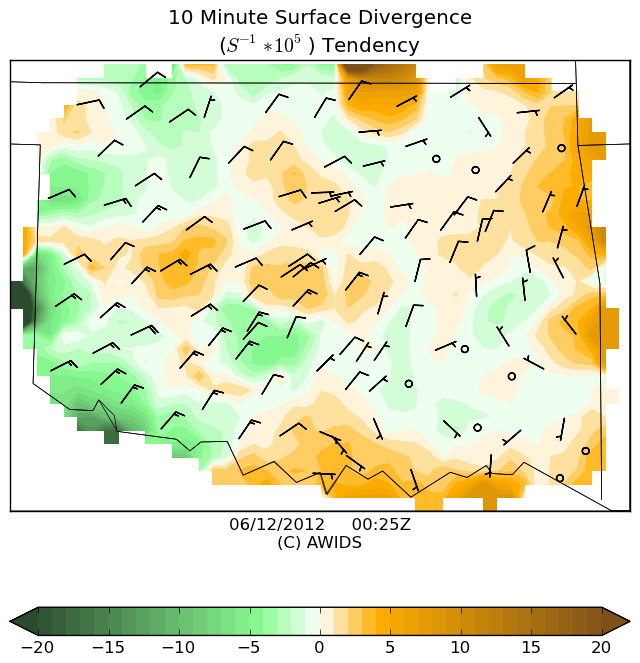 10 Minute Surface Divergence
(S⁻¹ ∗10⁵ ) Tendency
06/12/2012 00:25Z
(C) AWIDS
−20 −15 −10 −5 0 5 10 15 20